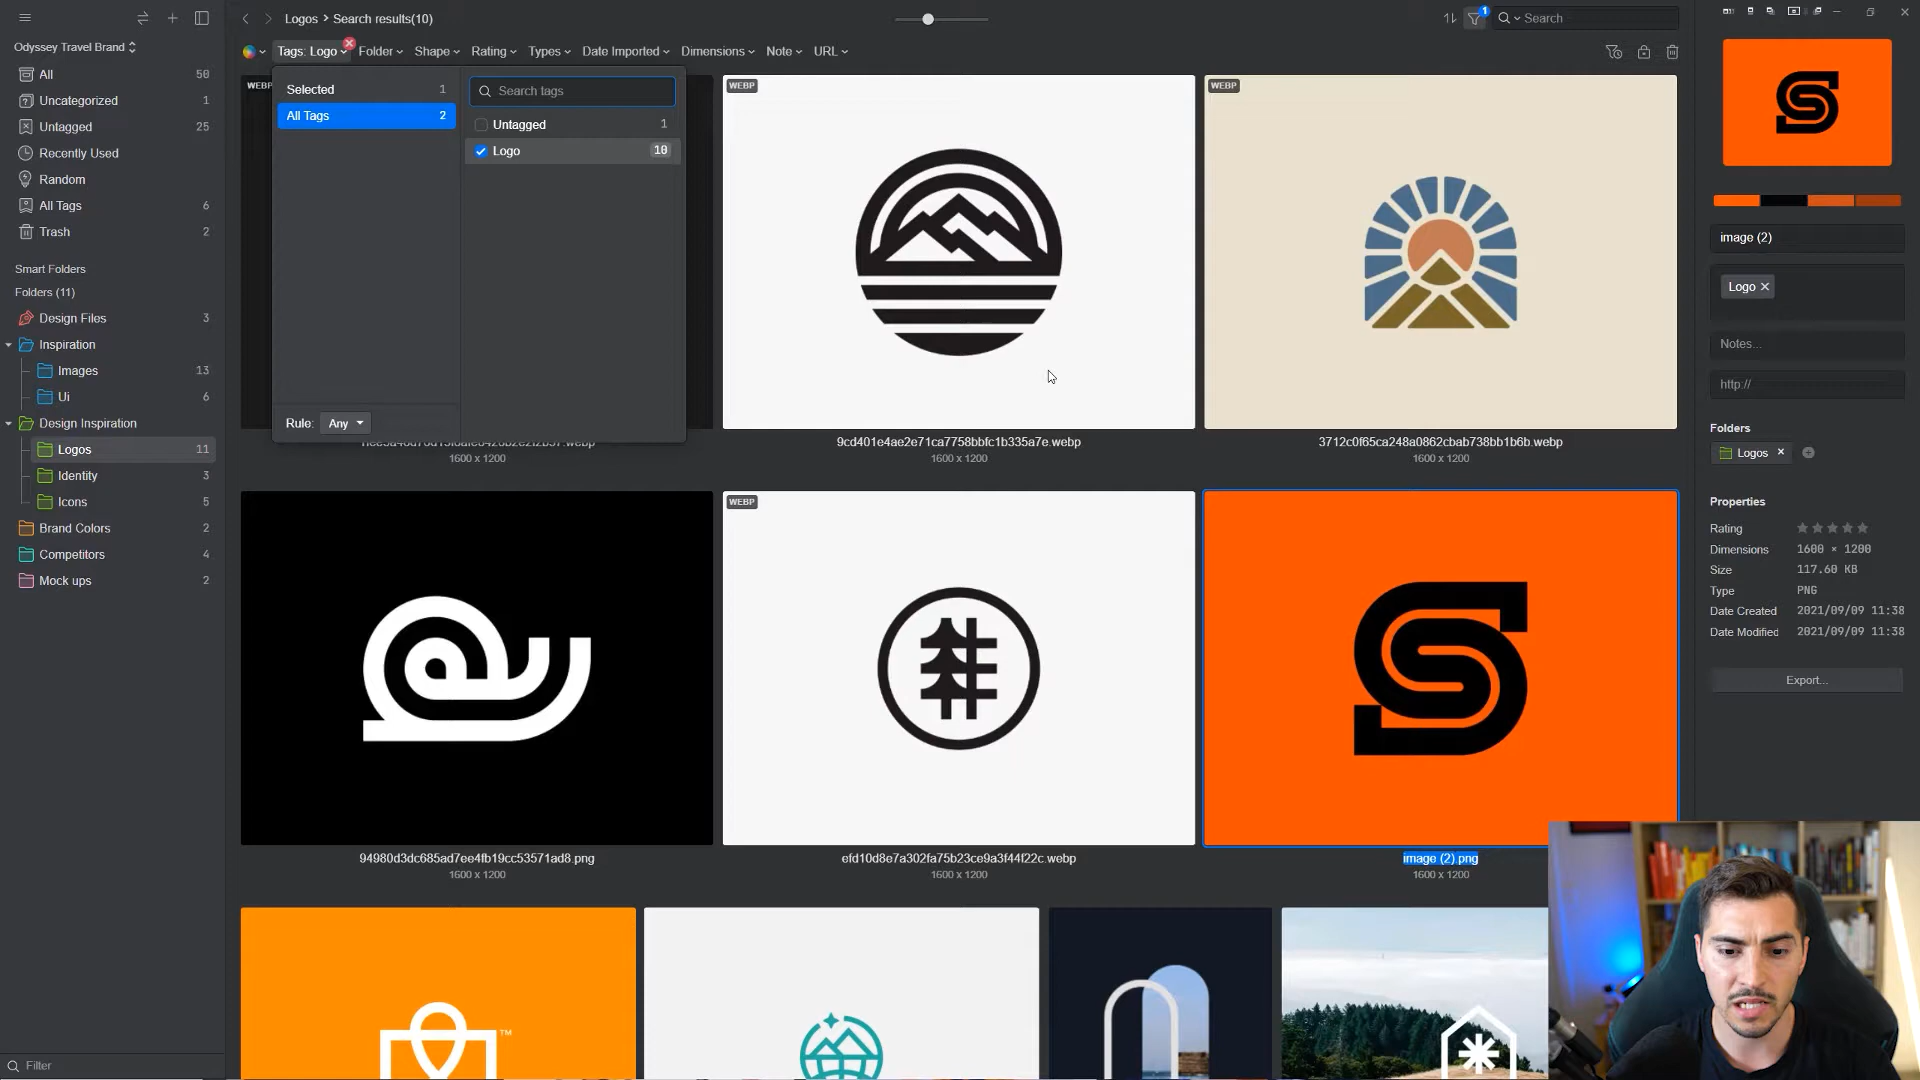 Logos > Search results(10)
1
Search
Odyssey Travel Brand
All 50
Uncategorized 1
Untagged 25
Recently Used
Random
All Tags 6
Trash 2
Smart Folders
Folders (11)
Design Files 3
Inspiration
Images 13
Ui 6
Design Inspiration
Logos 11
Identity 3
Icons 5
Brand Colors 2
Competitors 4
Mock ups 2
Filter
Tags: Logo Folder Shape Rating Types Date Imported Dimensions Note URL
Selected 1
All Tags 2
Search tags
Untagged 1
Logo 10
Rule: Any
WEBP
WEBP
WEBP
1600 x 1200
9cd401e4ae2e71ca7758bbfc1b335a7e.webp
1600 x 1200
3712c0f65ca248a0862cbab738bb1b6b.webp
1600 x 1200
WEBP
94980d3dc685ad7ee4fb19cc53571ad8.png
1600 x 1200
efd10d8e7a302fa75b23ce9a3f44f22c.webp
1600 x 1200
image (2).png
1600 x 1200
TM
image (2)
Logo
Notes...
http://
Folders
Logos
Properties
Rating
Dimensions 1600 × 1200
Size 117.60 KB
Type PNG
Date Created 2021/09/09 11:38
Date Modified 2021/09/09 11:38
Export...